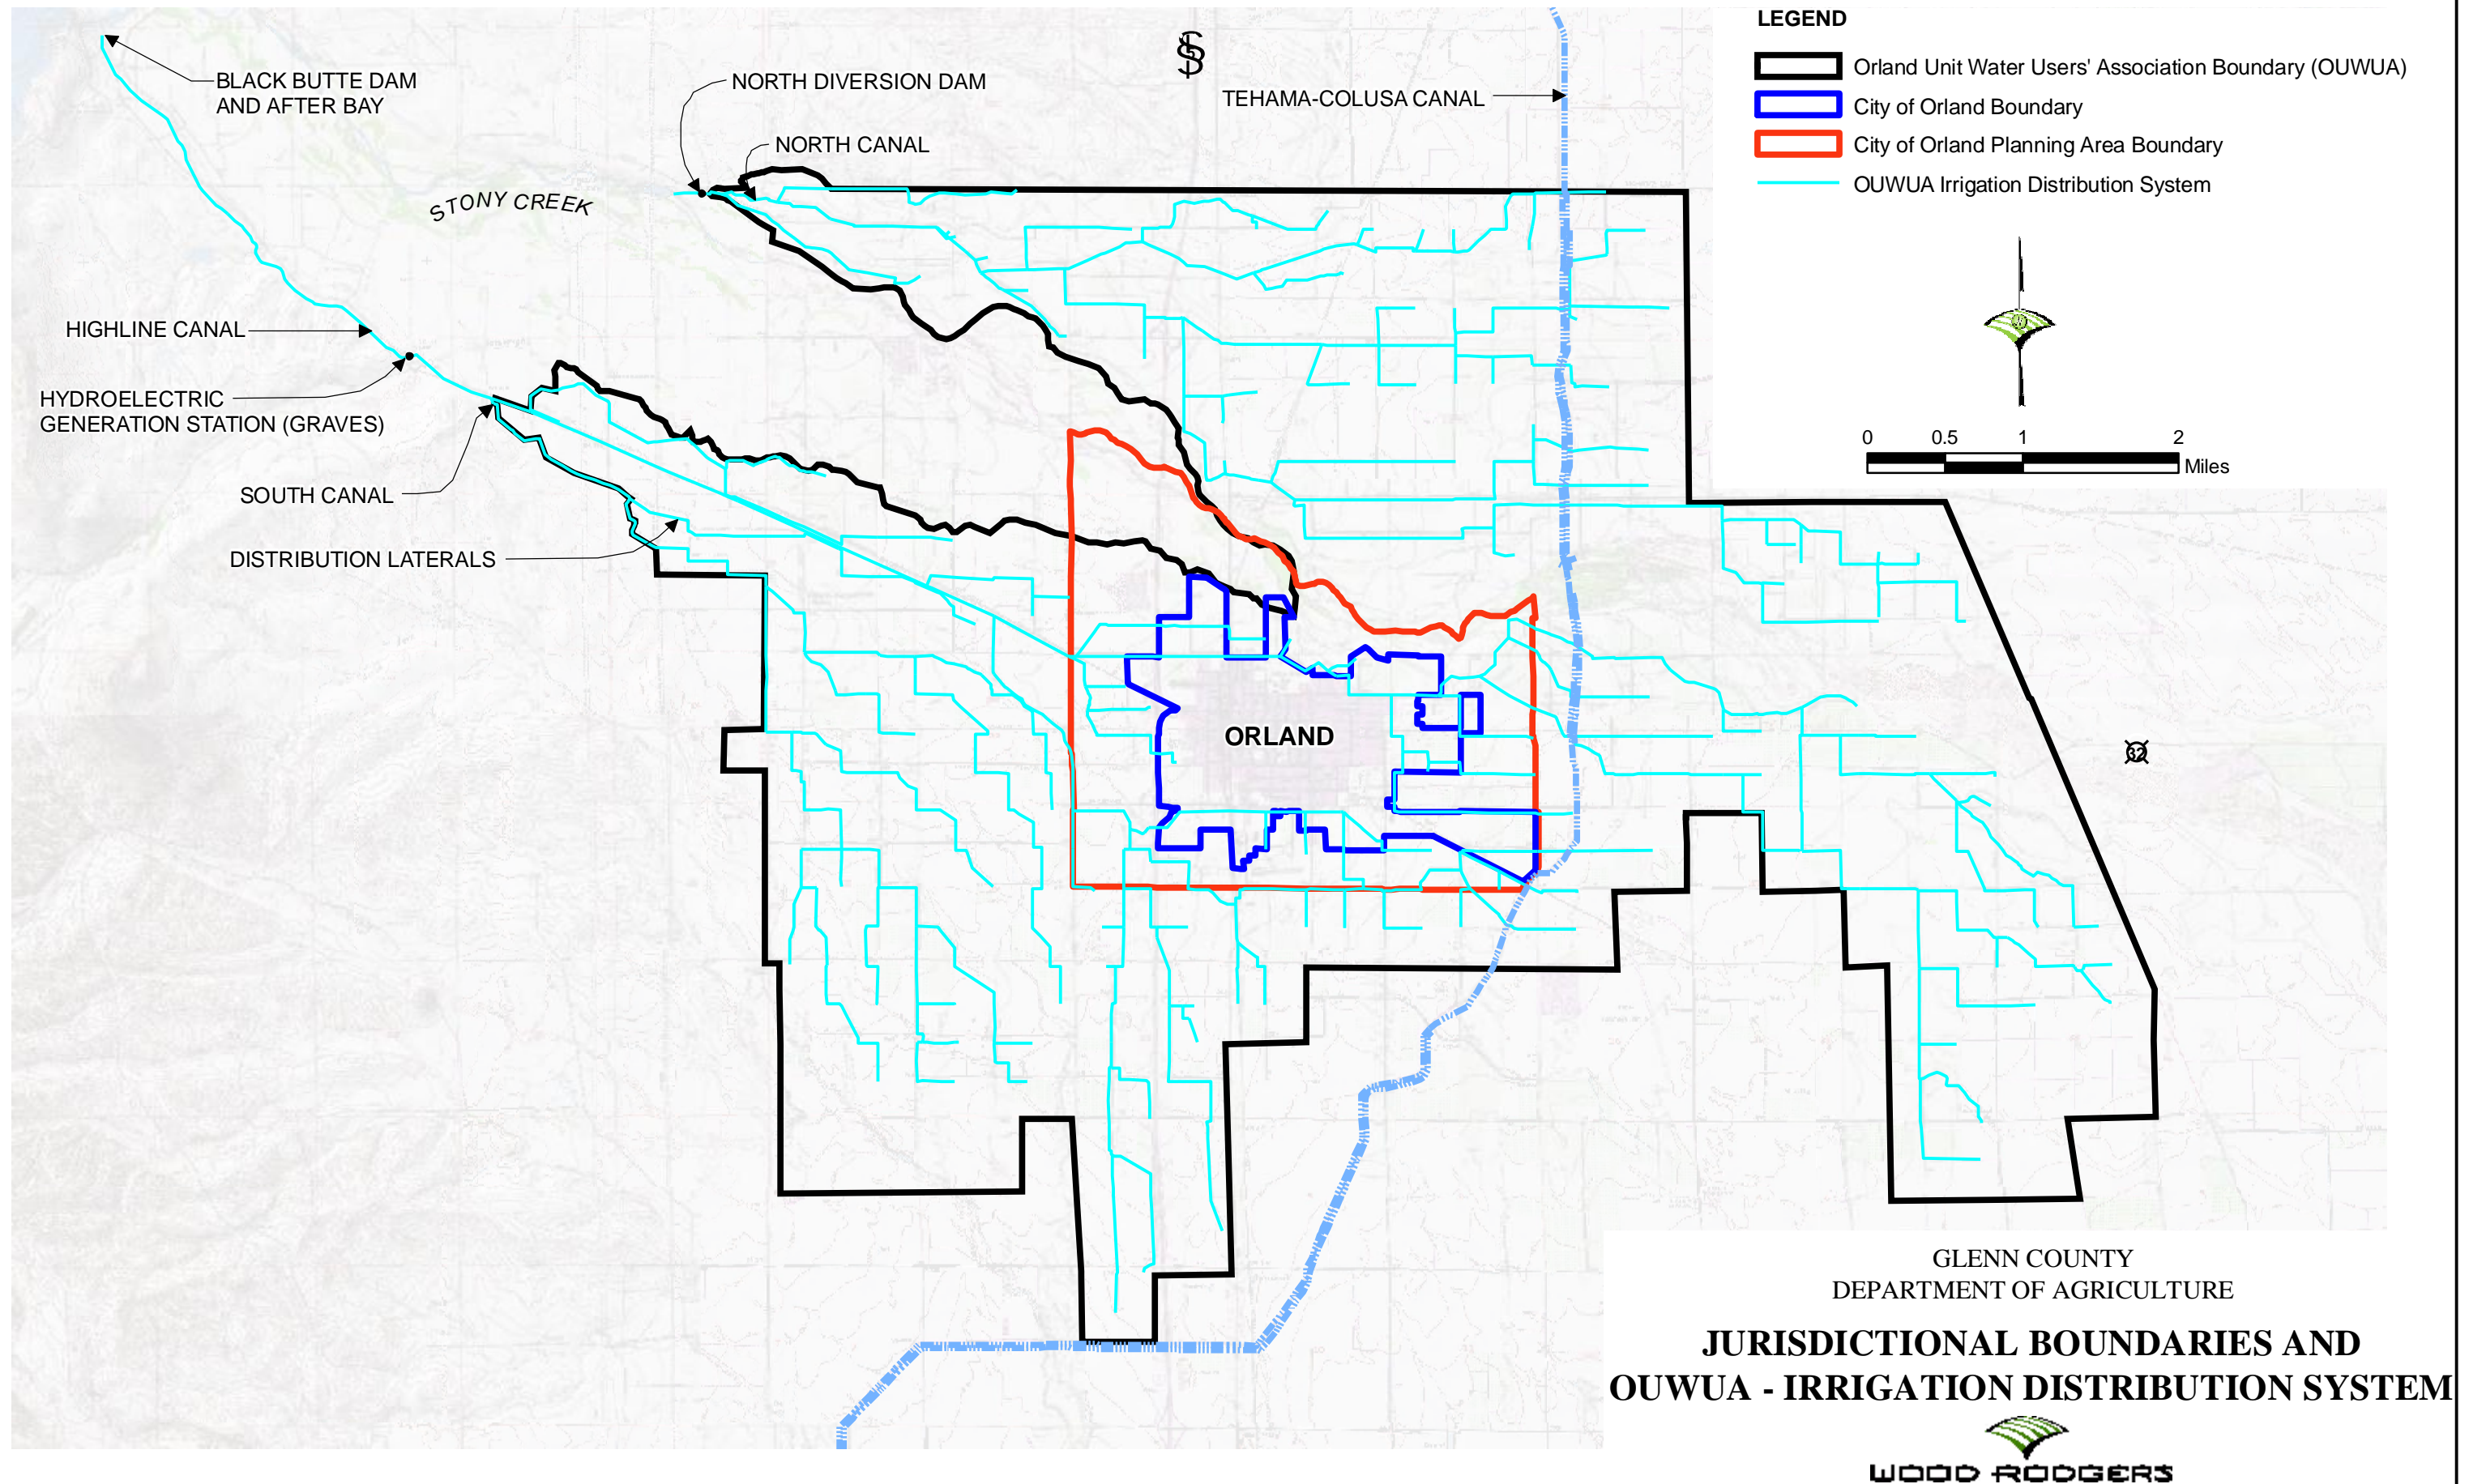 LEGEND
Orland Unit Water Users' Association Boundary (OUWUA)
City of Orland Boundary
City of Orland Planning Area Boundary
OUWUA Irrigation Distribution System
BLACK BUTTE DAM
AND AFTER BAY
NORTH DIVERSION DAM
NORTH CANAL
TEHAMA-COLUSA CANAL
STONY CREEK
HIGHLINE CANAL
HYDROELECTRIC
GENERATION STATION (GRAVES)
SOUTH CANAL
DISTRIBUTION LATERALS
0 0.5 1 2
Miles
ORLAND
32
GLENN COUNTY
DEPARTMENT OF AGRICULTURE
JURISDICTIONAL BOUNDARIES AND
OUWUA - IRRIGATION DISTRIBUTION SYSTEM
WOOD RODGERS